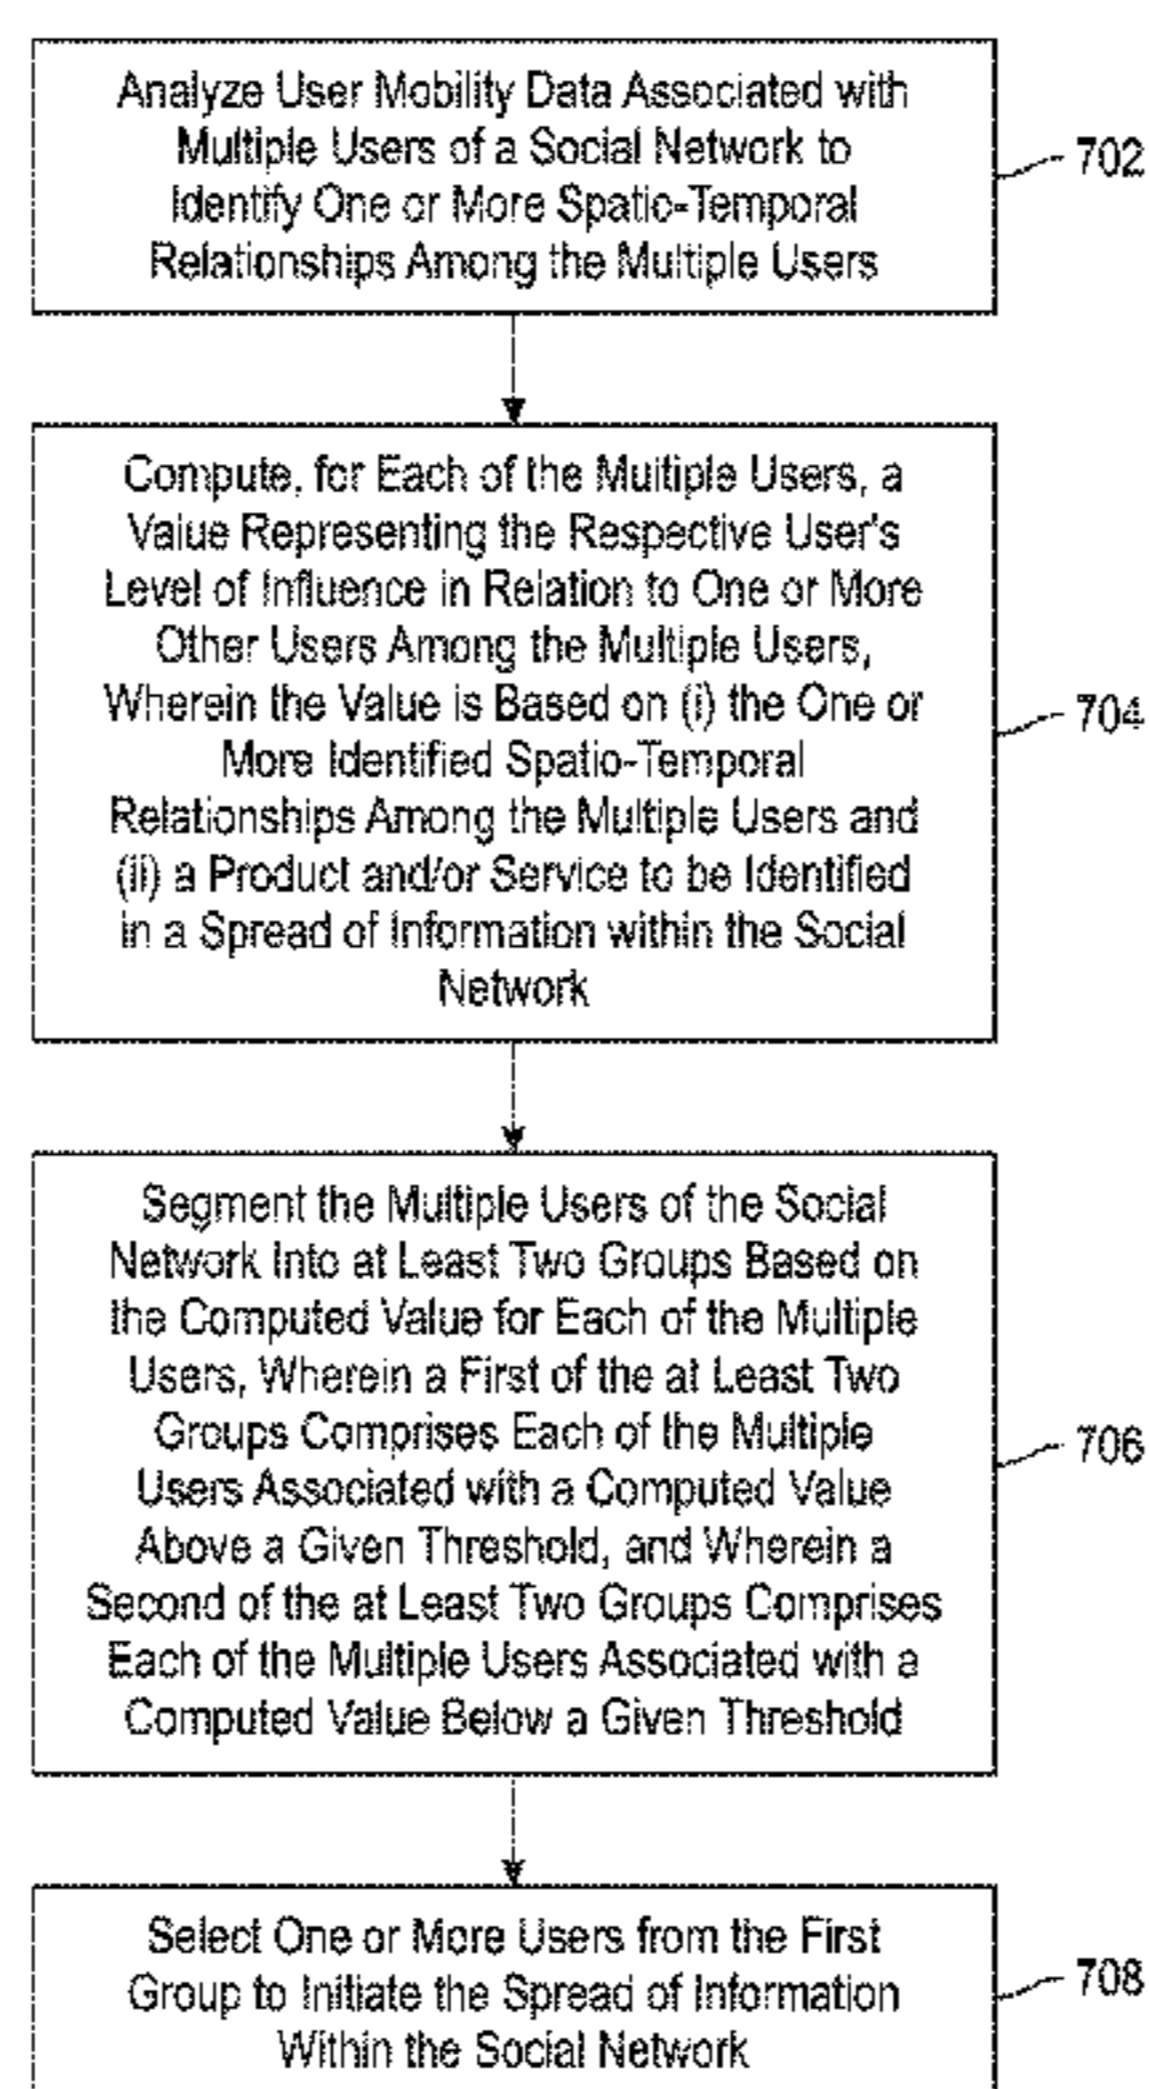 Analyze User Mobility Data Associated with
Multiple Users of a Social Network to
Identify One or More Spatio-Temporal
Relationships Among the Multiple Users
702
Compute, for Each of the Multiple Users, a
Value Representing the Respective User's
Level of Influence in Relation to One or More
Other Users Among the Multiple Users,
Wherein the Value is Based on (i) the One or
More Identified Spatio-Temporal
Relationships Among the Multiple Users and
(ii) a Product and/or Service to be Identified
in a Spread of Information within the Social
Network
704
Segment the Multiple Users of the Social
Network Into at Least Two Groups Based on
the Computed Value for Each of the Multiple
Users, Wherein a First of the at Least Two
Groups Comprises Each of the Multiple
Users Associated with a Computed Value
Above a Given Threshold, and Wherein a
Second of the at Least Two Groups Comprises
Each of the Multiple Users Associated with a
Computed Value Below a Given Threshold
706
Select One or More Users from the First
Group to Initiate the Spread of Information
Within the Social Network
708